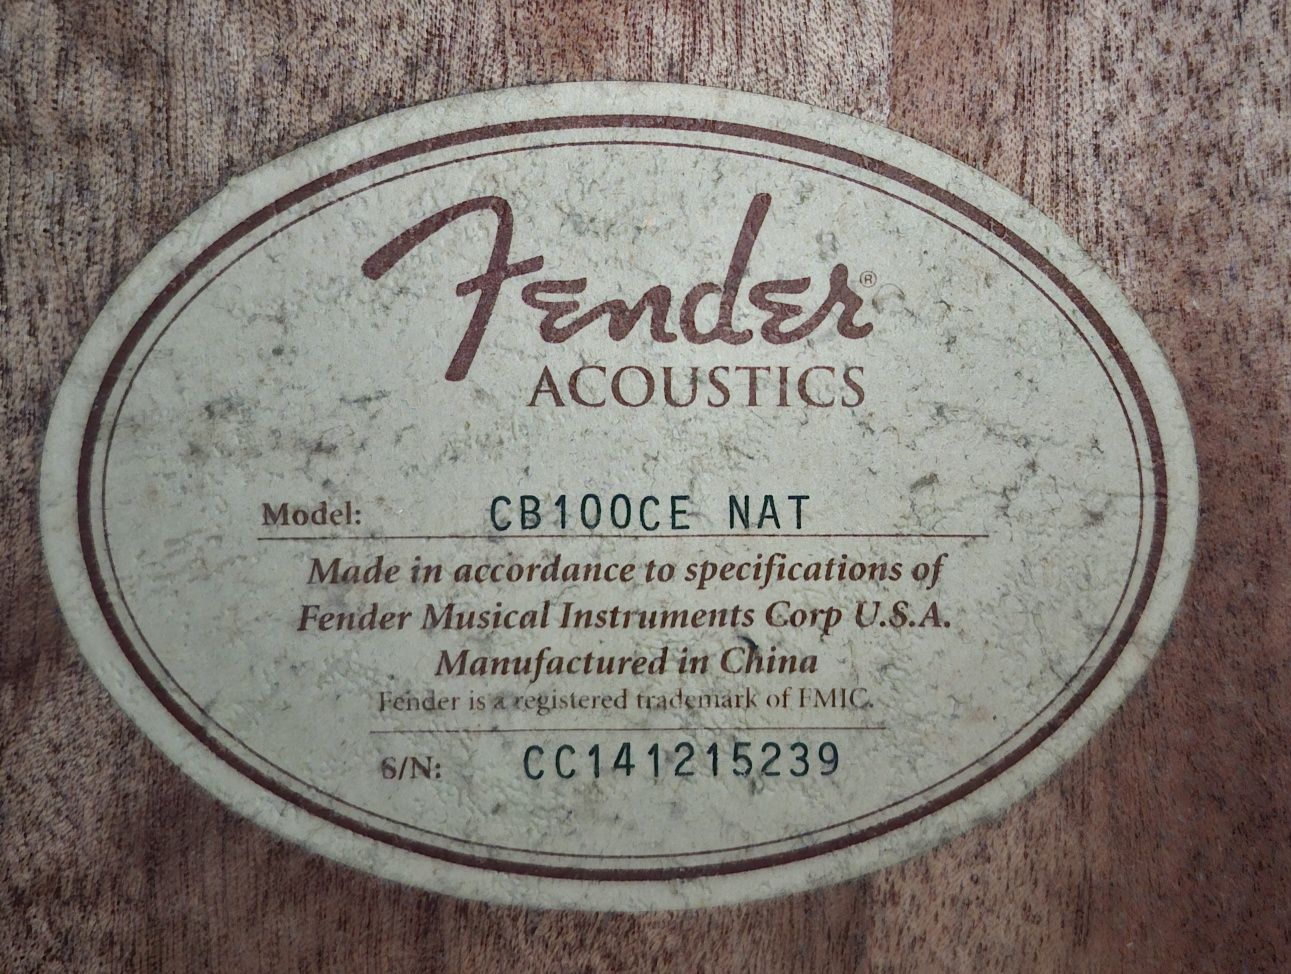 Fender®
ACOUSTICS
Model: CB100CE NAT
Made in accordance to specifications of
Fender Musical Instruments Corp U.S.A.
Manufactured in China
Fender is a registered trademark of FMIC.
S/N: CC141215239